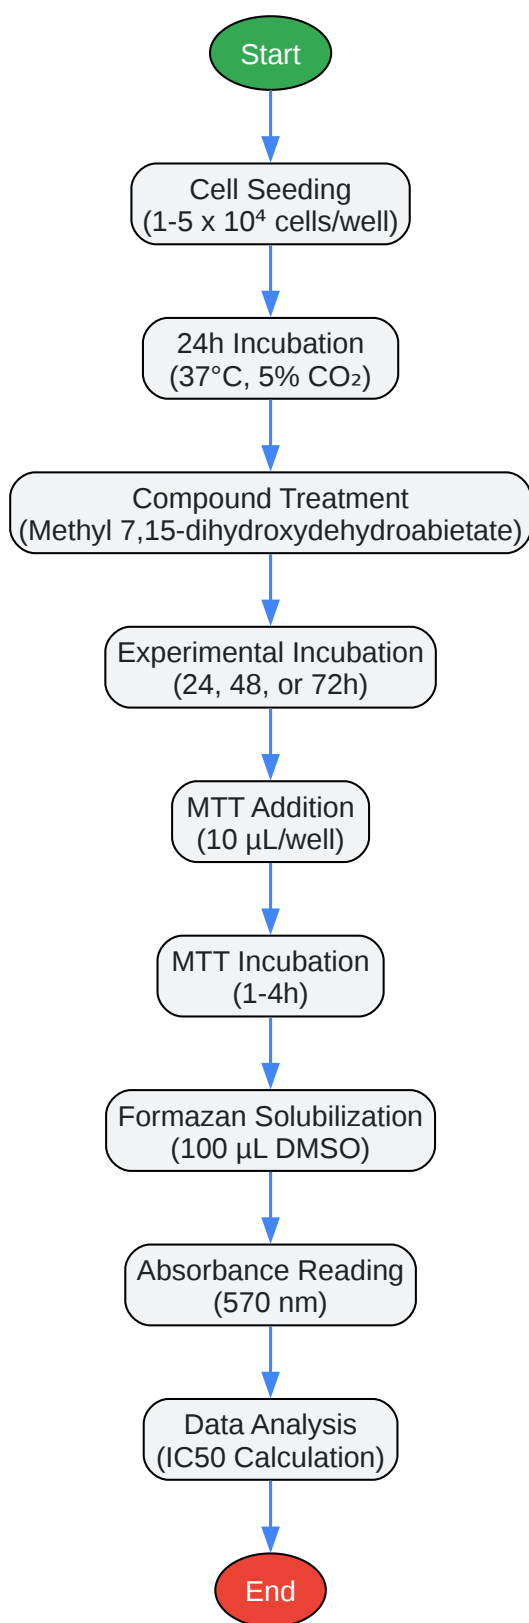 Start
Cell Seeding
(1-5 x 10⁴ cells/well)
24h Incubation
(37°C, 5% CO₂)
Compound Treatment
(Methyl 7,15-dihydroxydehydroabietate)
Experimental Incubation
(24, 48, or 72h)
MTT Addition
(10 µL/well)
MTT Incubation
(1-4h)
Formazan Solubilization
(100 µL DMSO)
Absorbance Reading
(570 nm)
Data Analysis
(IC50 Calculation)
End